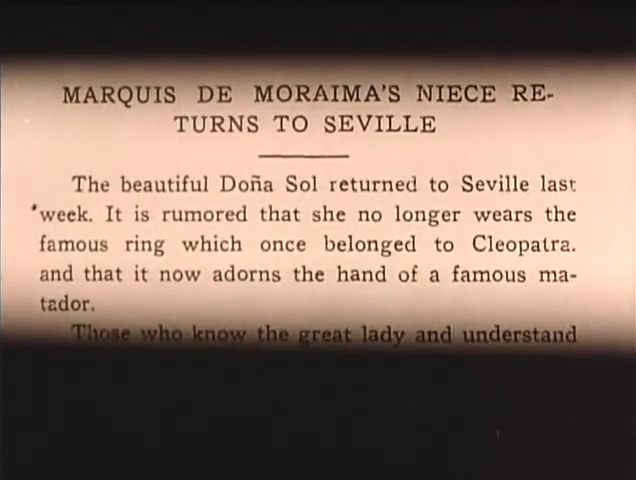 MARQUIS DE MORAIMA'S NIECE RE-
TURNS TO SEVILLE
The beautiful Doña Sol returned to Seville last
week. It is rumored that she no longer wears the
famous ring which once belonged to Cleopatra.
and that it now adorns the hand of a famous ma-
tador.
Those who know the great lady and understand